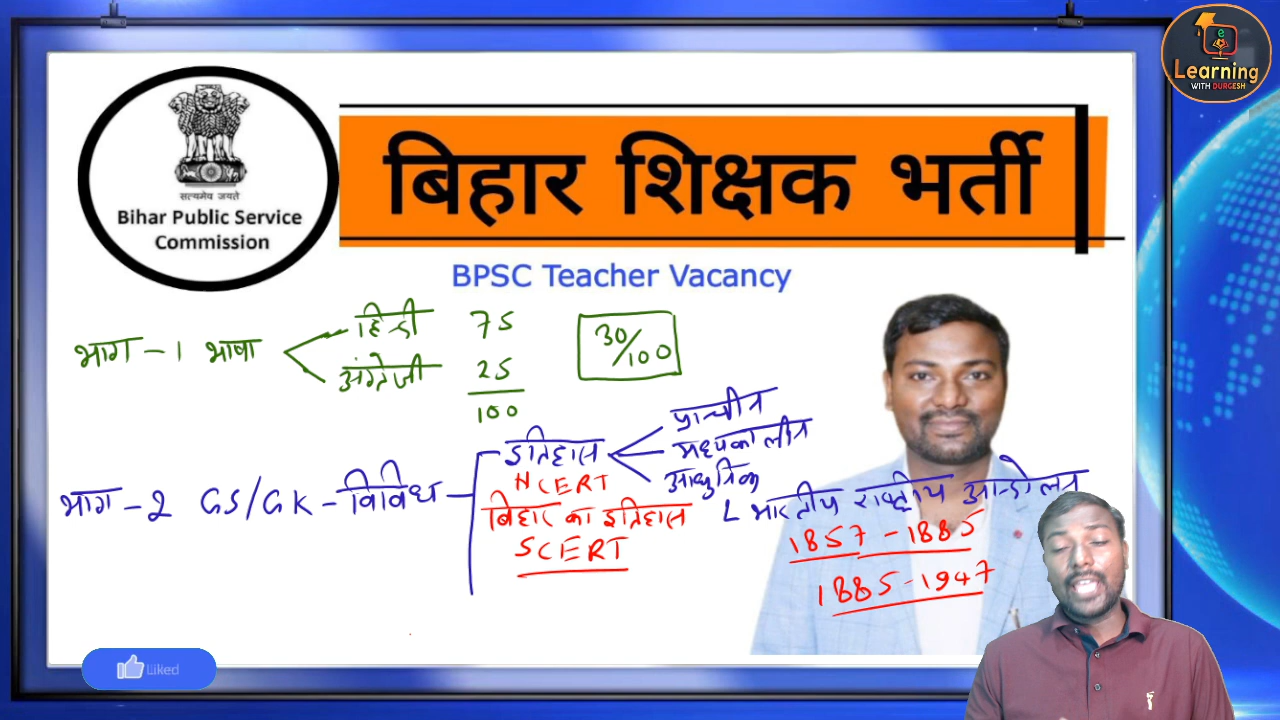 e
Learning
WITH DURGESH
सत्यमेव जयते
Bihar Public Service
Commission
बिहार शिक्षक भर्ती
BPSC Teacher Vacancy
भाग - 1 भाषा
हिन्दी 75
अंग्रेजी 25
100
30/100
भाग - 2 GS/GK - विविध
इतिहास
NCERT
बिहार का इतिहास
SCERT
प्राचीन
मध्यकालीन
आधुनिक
भारतीय राष्ट्रीय आन्दोलन
1857 - 1885
1885 - 1947
Liked